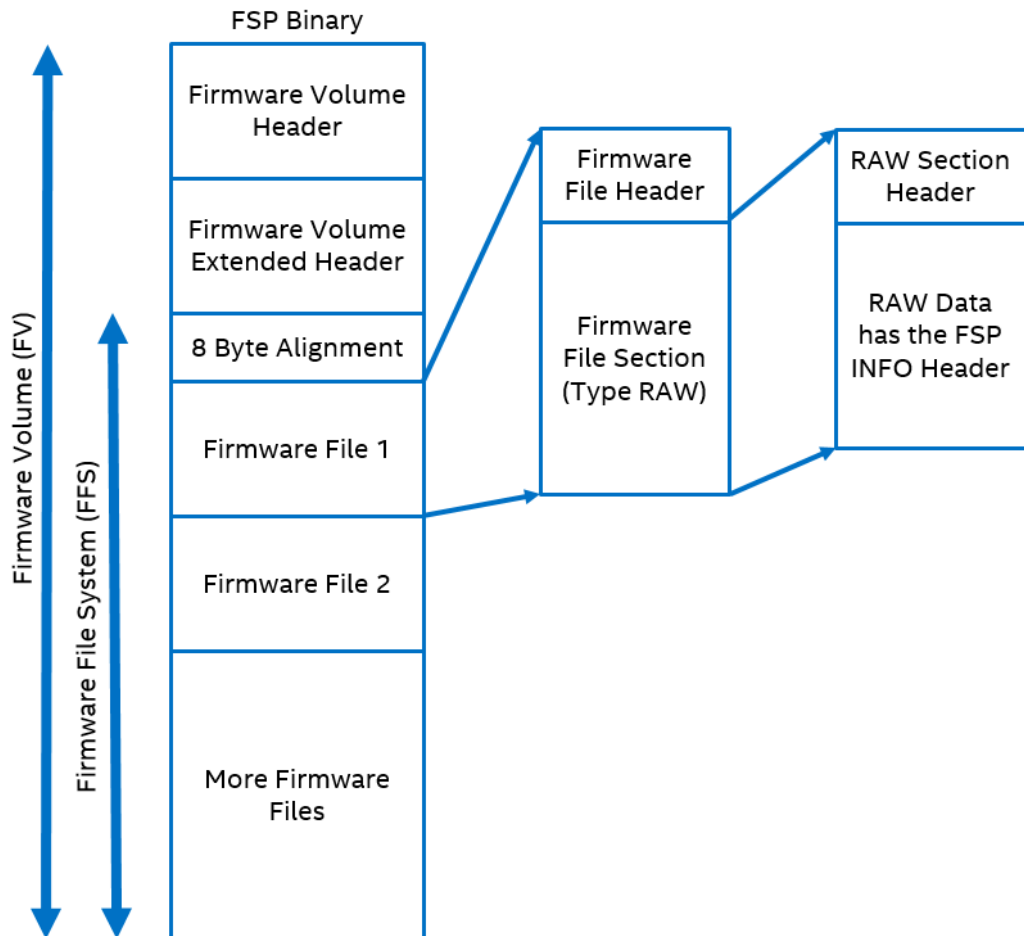 FSP Binary
Firmware Volume
Header
Firmware Volume
Extended Header
8 Byte Alignment
Firmware File 1
Firmware File 2
More Firmware
Files
Firmware Volume (FV)
Firmware File System (FFS)
Firmware
File Header
Firmware
File Section
(Type RAW)
RAW Section
Header
RAW Data
has the FSP
INFO Header